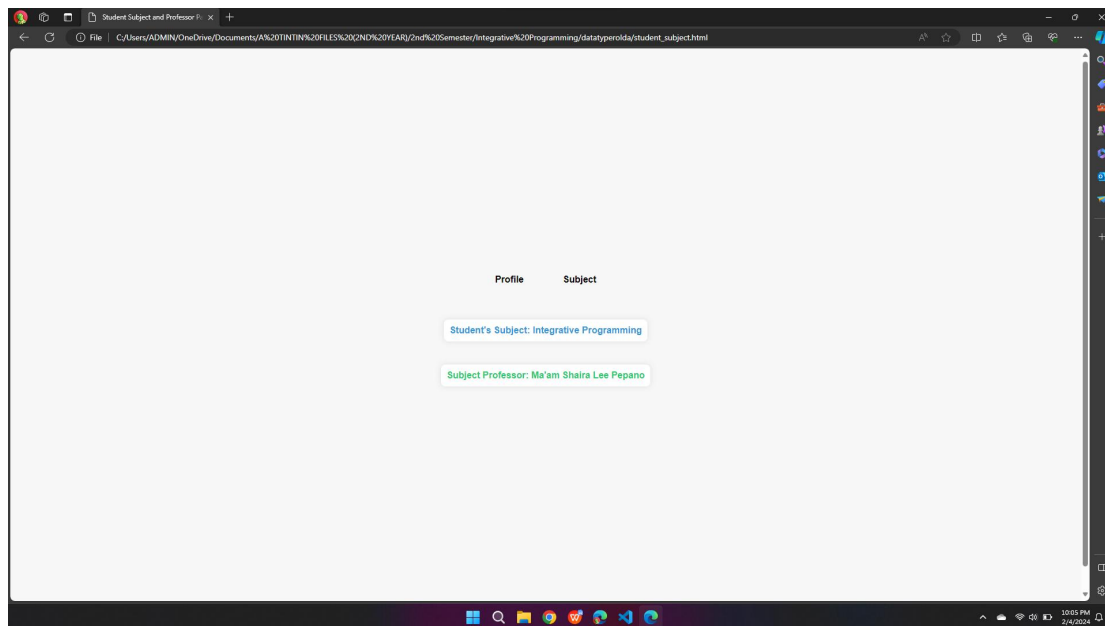 Student Subject and Professor P
File
C:/Users/ADMIN/OneDrive/Documents/A%20TINTIN%20FILES%20(2ND%20YEAR)/2nd%20Semester/Integrative%20Programming/datatyperolda/student_subject.html
Profile
Subject
Student's Subject: Integrative Programming
Subject Professor: Ma'am Shaira Lee Pepano
10:05 PM
2/4/2024